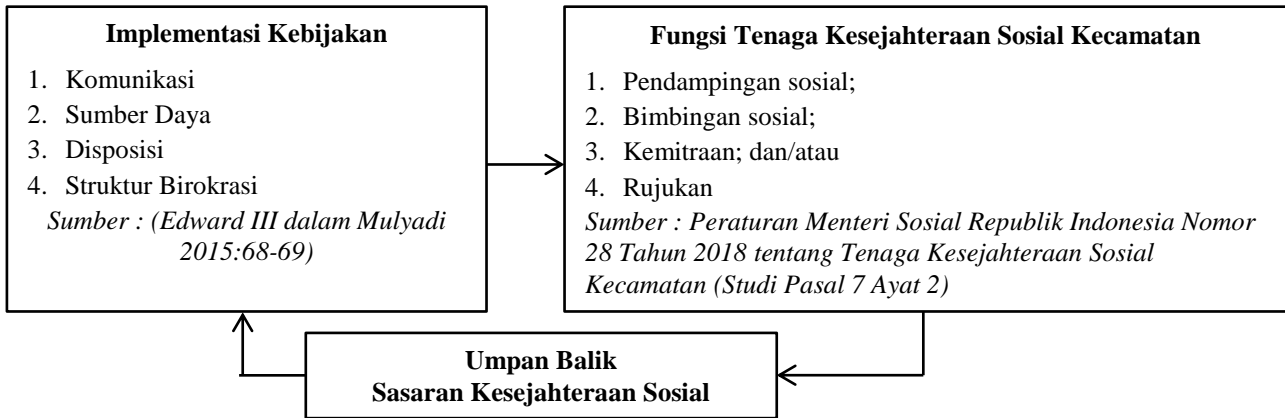 Implementasi Kebijakan
1. Komunikasi
2. Sumber Daya
3. Disposisi
4. Struktur Birokrasi
Sumber : (Edward III dalam Mulyadi
2015:68-69)
Fungsi Tenaga Kesejahteraan Sosial Kecamatan
1. Pendampingan sosial;
2. Bimbingan sosial;
3. Kemitraan; dan/atau
4. Rujukan
Sumber : Peraturan Menteri Sosial Republik Indonesia Nomor
28 Tahun 2018 tentang Tenaga Kesejahteraan Sosial
Kecamatan (Studi Pasal 7 Ayat 2)
Umpan Balik
Sasaran Kesejahteraan Sosial